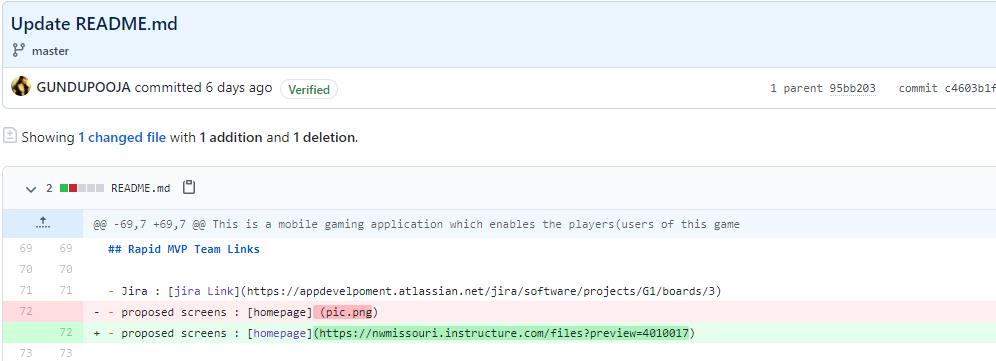 Update README.md
master
GUNDUPOOJA committed 6 days ago Verified 1 parent 95bb203 commit c4603b1f
Showing 1 changed file with 1 addition and 1 deletion.
2 README.md
@@ -69,7 +69,7 @@ This is a mobile gaming application which enables the players(users of this game
69 69 ## Rapid MVP Team Links
70 70
71 71 - Jira : [jira Link](https://appdevelpoment.atlassian.net/jira/software/projects/G1/boards/3)
72 - - proposed screens : [homepage] (pic.png)
72 + - proposed screens : [homepage](https://nwmissouri.instructure.com/files?preview=4010017)
73 73